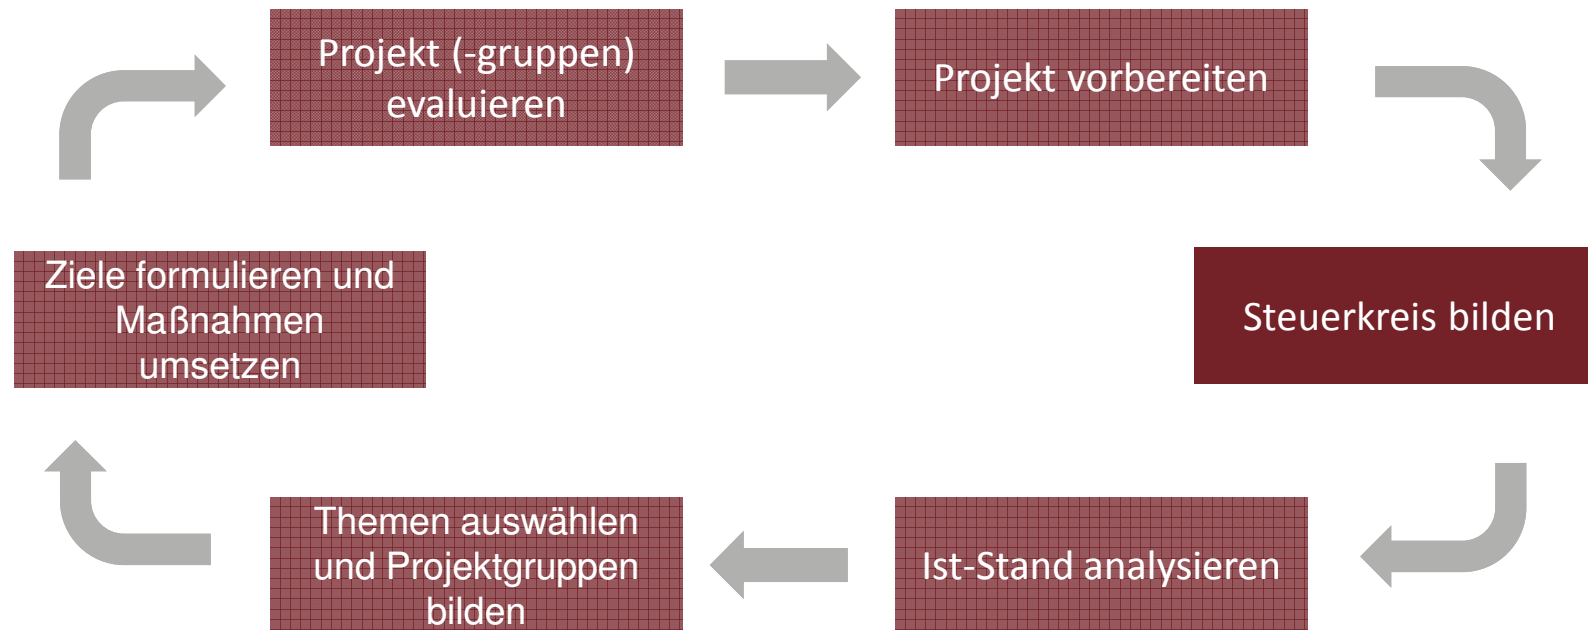 Projekt (-gruppen)
evaluieren
Projekt vorbereiten
Ziele formulieren und
Maßnahmen
umsetzen
Steuerkreis bilden
Themen auswählen
und Projektgruppen
bilden
Ist-Stand analysieren